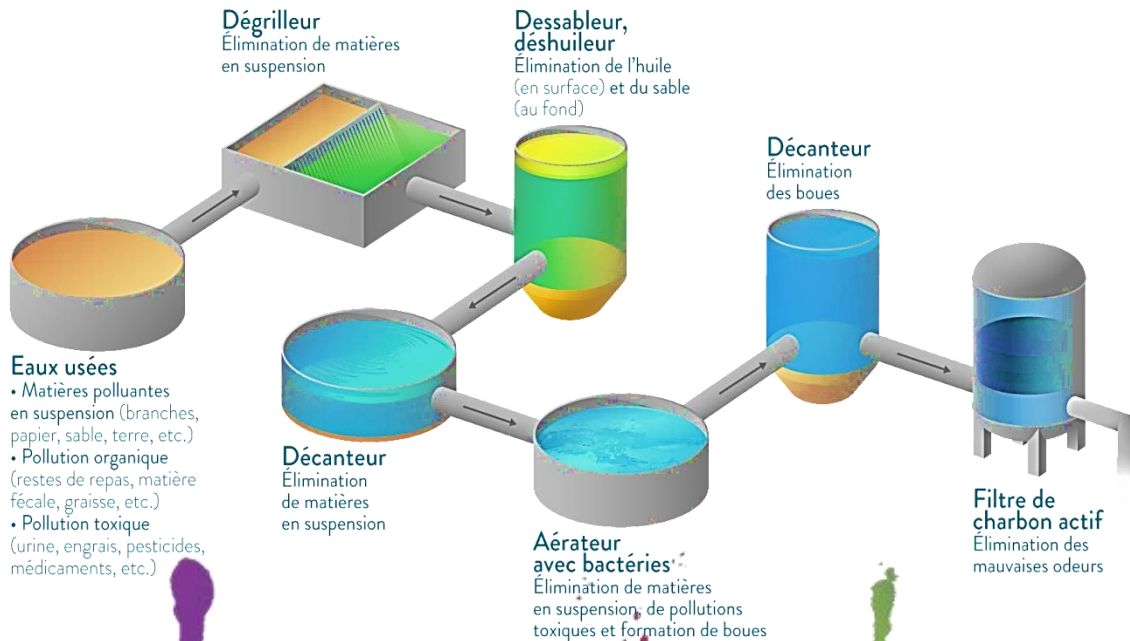 Dégrilleur
Élimination de matières
en suspension
Dessableur,
déshuileur
Élimination de l'huile
(en surface) et du sable
(au fond)
Décanteur
Élimination
des boues
Eaux usées
• Matières polluantes
en suspension (branches,
papier, sable, terre, etc.)
• Pollution organique
(restes de repas, matière
fécale, graisse, etc.)
• Pollution toxique
(urine, engrais, pesticides,
médicaments, etc.)
Décanteur
Élimination
de matières
en suspension
Aérateur
avec bactéries
Élimination de matières
en suspension, de pollutions
toxiques et formation de boues
Filtre de
charbon actif
Élimination des
mauvaises odeurs